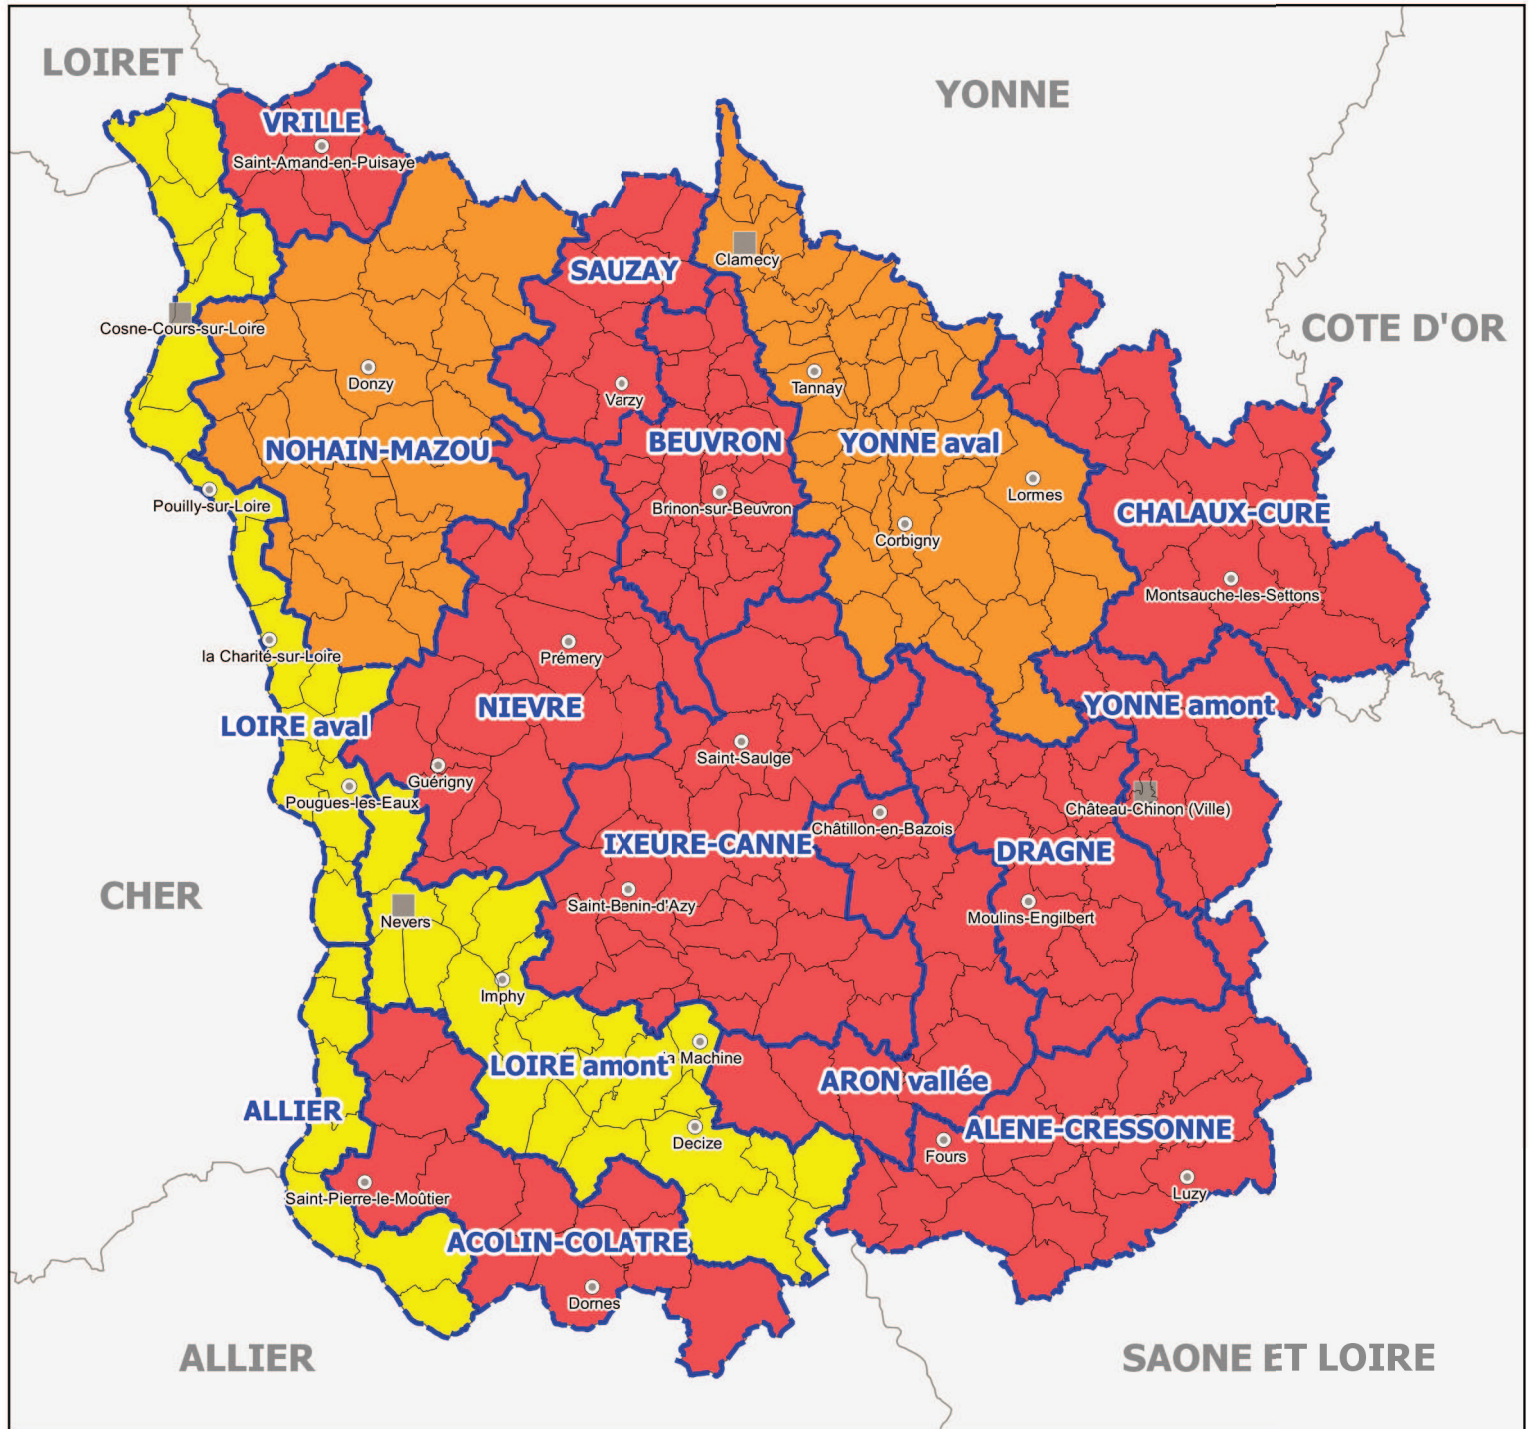 LOIRET
YONNE
VRILLE
Saint-Amand-en-Puisaye
Clamecy
SAUZAY
Cosne-Cours-sur-Loire
COTE D'OR
Donzy
Tannay
Varzy
NOHAIN-MAZOU
BEUVRON
YONNE aval
Lormes
Pouilly-sur-Loire
Brinon-sur-Beuvron
CHALAUX-CURE
Corbigny
Montsauche-les-Settons
la Charité-sur-Loire
Prémery
NIEVRE
YONNE amont
LOIRE aval
Saint-Saulge
Guérigny
Pougues-les-Eaux
Château-Chinon (Ville)
Châtillon-en-Bazois
IXEURE-CANNE
DRAGNE
CHER
Saint-Benin-d'Azy
Moulins-Engilbert
Nevers
Imphy
LOIRE amont
la Machine
ARON vallée
ALLIER
ALENE-CRESSONNE
Decize
Fours
Saint-Pierre-le-Moûtier
Luzy
ACOLIN-COLATRE
Dornes
ALLIER
SAONE ET LOIRE